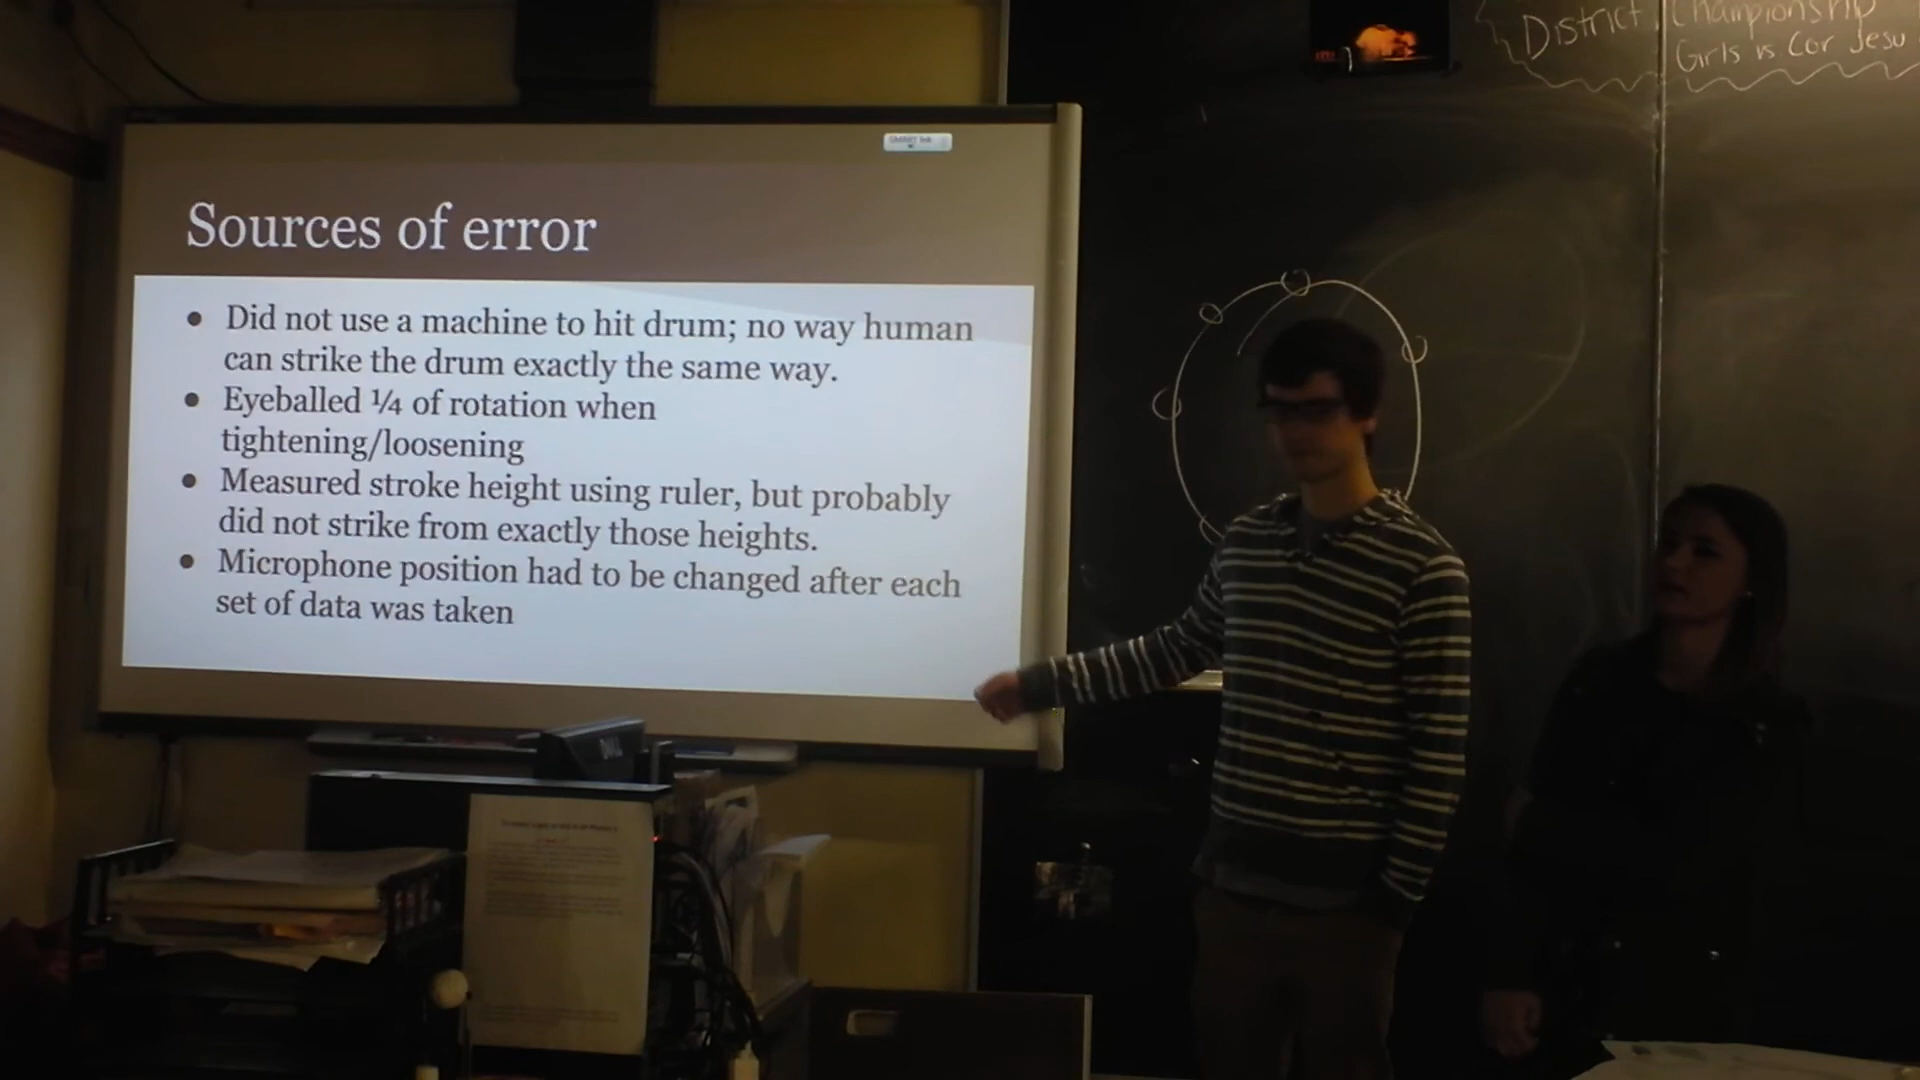 District Championship
Girls vs Cor Jesu
SMART Ink
Sources of error
● Did not use a machine to hit drum; no way human
can strike the drum exactly the same way.
● Eyeballed ¼ of rotation when
tightening/loosening
● Measured stroke height using ruler, but probably
did not strike from exactly those heights.
● Microphone position had to be changed after each
set of data was taken
DELL